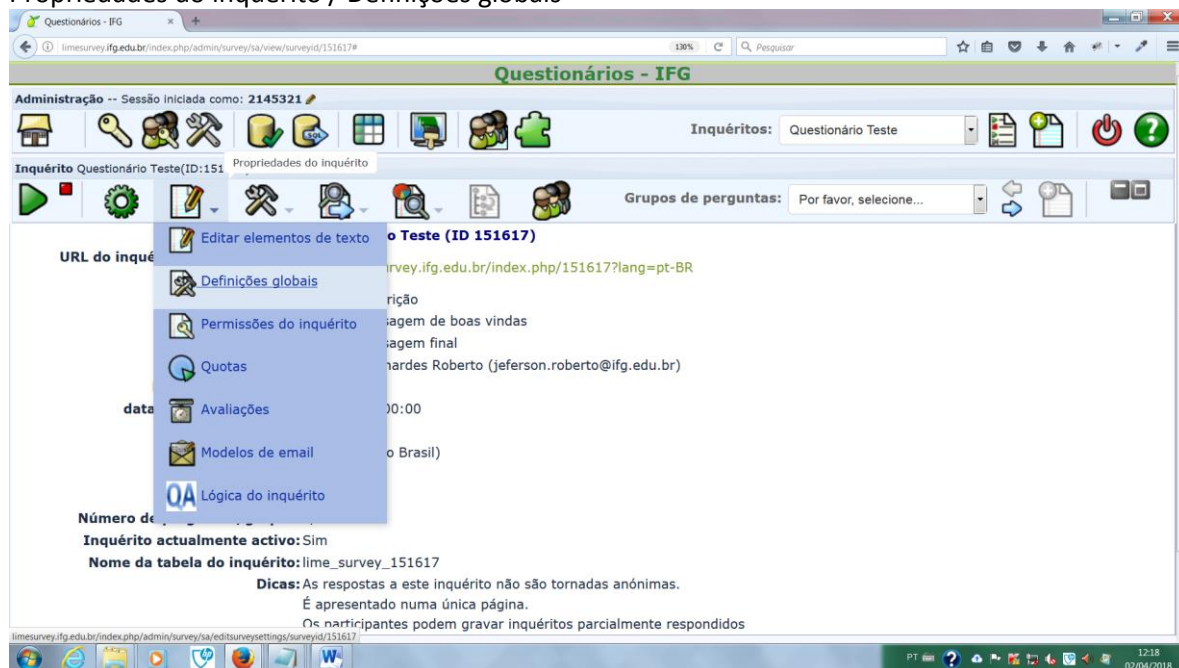 Propriedades do inquérito / Definições globais
Questionários - IFG
limesurvey.ifg.edu.br/index.php/admin/survey/sa/view/surveyid/151617#
130%
Pesquisar
Questionários - IFG
Administração -- Sessão iniciada como: 2145321
SQL
Inquéritos: Questionário Teste
Inquérito Questionário Teste(ID:151
Propriedades do inquérito
Grupos de perguntas: Por favor, selecione...
Editar elementos de texto
o Teste (ID 151617)
URL do inqué
rvey.ifg.edu.br/index.php/151617?lang=pt-BR
Definições globais
rição
Permissões do inquérito
sagem de boas vindas
sagem final
Quotas
nardes Roberto (jeferson.roberto@ifg.edu.br)
data
Avaliações
00:00
Modelos de email
o Brasil)
QA Lógica do inquérito
Número de
Inquérito actualmente activo: Sim
Nome da tabela do inquérito: lime_survey_151617
Dicas: As respostas a este inquérito não são tornadas anónimas.
É apresentado numa única página.
Os participantes podem gravar inquéritos parcialmente respondidos
limesurvey.ifg.edu.br/index.php/admin/survey/sa/editsurveysettings/surveyid/151617
PT
12:18
02/04/2018